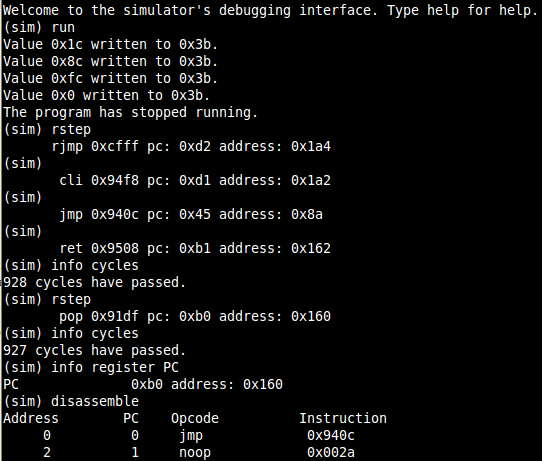 Welcome to the simulator's debugging interface. Type help for help.
(sim) run
Value 0x1c written to 0x3b.
Value 0x8c written to 0x3b.
Value 0xfc written to 0x3b.
Value 0x0 written to 0x3b.
The program has stopped running.
(sim) rstep
rjmp 0xcfff pc: 0xd2 address: 0x1a4
(sim)
cli 0x94f8 pc: 0xd1 address: 0x1a2
(sim)
jmp 0x940c pc: 0x45 address: 0x8a
(sim)
ret 0x9508 pc: 0xb1 address: 0x162
(sim) info cycles
928 cycles have passed.
(sim) rstep
pop 0x91df pc: 0xb0 address: 0x160
(sim) info cycles
927 cycles have passed.
(sim) info register PC
PC 0xb0 address: 0x160
(sim) disassemble
Address PC Opcode Instruction
0 0 jmp 0x940c
2 1 noop 0x002a